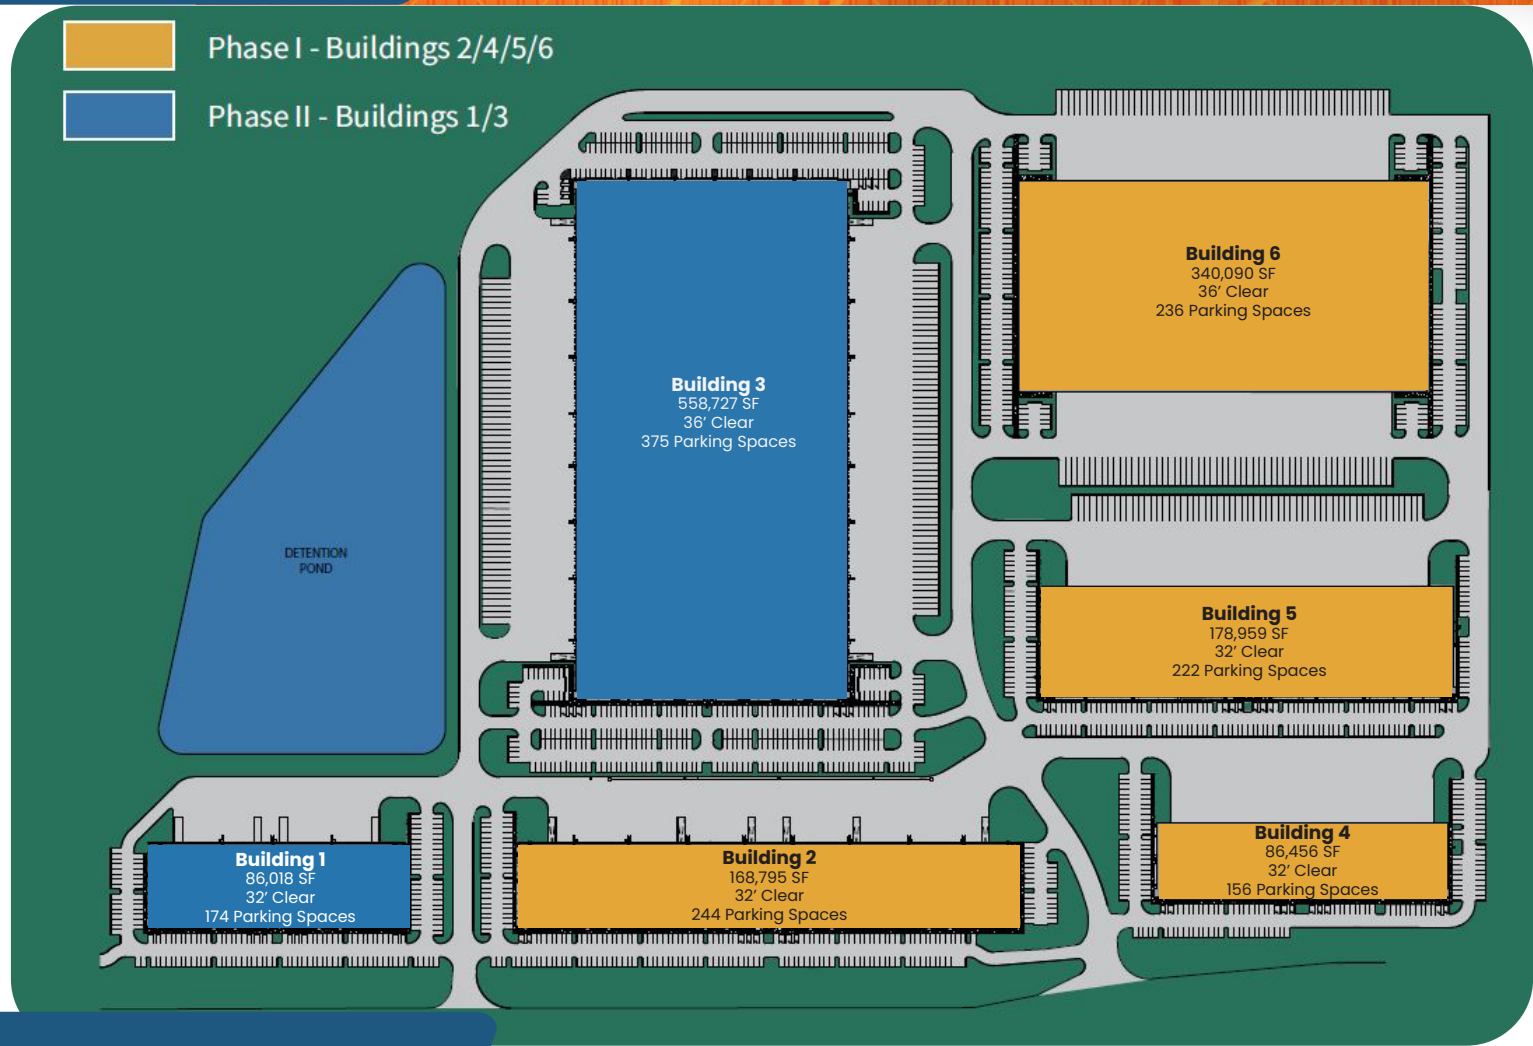 Phase I - Buildings 2/4/5/6
Phase II - Buildings 1/3
Building 6
340,090 SF
36’ Clear
236 Parking Spaces
Building 3
558,727 SF
36’ Clear
375 Parking Spaces
DETENTION
POND
Building 5
178,959 SF
32’ Clear
222 Parking Spaces
Building 4
86,456 SF
32’ Clear
156 Parking Spaces
Building 1
86,018 SF
32’ Clear
174 Parking Spaces
Building 2
168,795 SF
32’ Clear
244 Parking Spaces